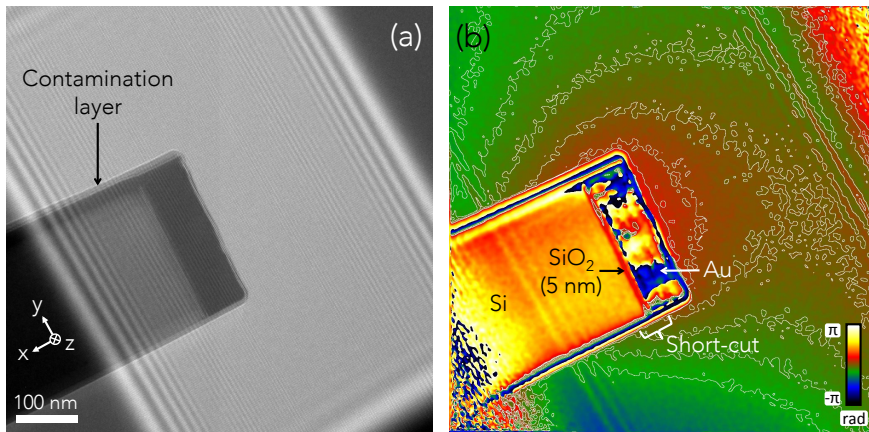 (a)
Contamination
layer
y
x
z
100 nm
(b)
SiO₂
(5 nm)
Au
Si
Short-cut
π
-π
rad